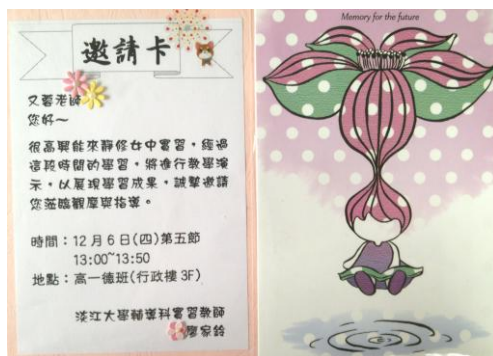 邀請卡
文馨老師
您好～
很高興能來靜修女中實習，經過
這段時間的學習，將進行教學演
示，以展現學習成果，誠摯邀請
您蒞臨觀摩與指導。
時間：12月6日(四)第五節
13:00~13:50
地點：高一德班(行政樓3F)
淡江大學輔導科實習教師
廖家鈴
Memory for the future